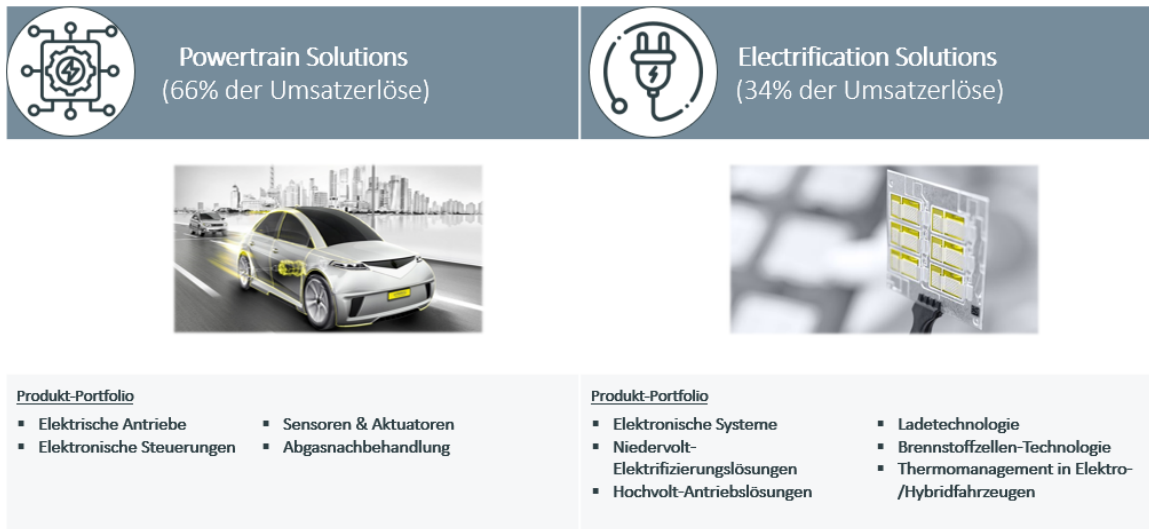 Powertrain Solutions
(66% der Umsatzerlöse)
Electrification Solutions
(34% der Umsatzerlöse)
Produkt-Portfolio
▪ Elektrische Antriebe
▪ Elektronische Steuerungen
▪ Sensoren & Aktuatoren
▪ Abgasnachbehandlung
Produkt-Portfolio
▪ Elektronische Systeme
▪ Niedervolt-
Elektrifizierungslösungen
▪ Hochvolt-Antriebslösungen
▪ Ladetechnologie
▪ Brennstoffzellen-Technologie
▪ Thermomanagement in Elektro-
/Hybridfahrzeugen